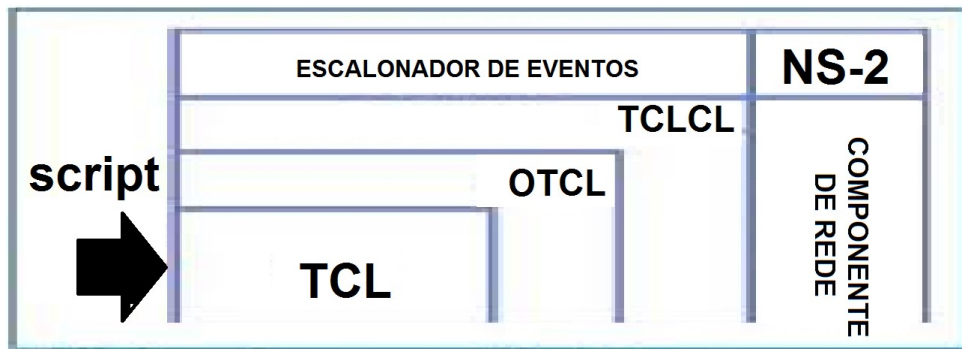 ESCALONADOR DE EVENTOS
NS-2
TCLCL
script
OTCL
TCL
COMPONENTE
DE REDE